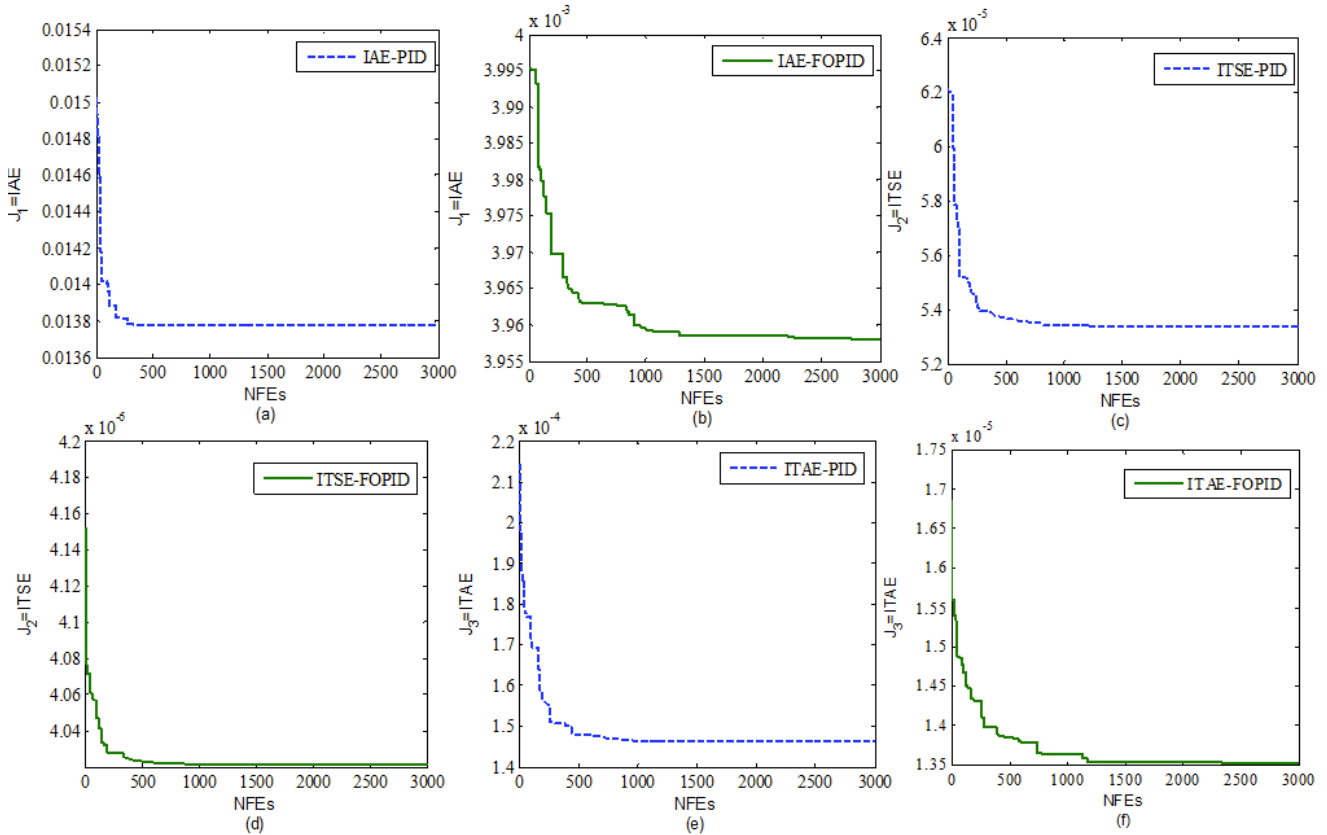 0.0154
0.0152
0.015
0.0148
0.0146
0.0144
0.0142
0.014
0.0138
0.0136
J₁=IAE
IAE-PID
0 500 1000 1500 2000 2500 3000
NFEs
(a)
x 10⁻³
4
3.995
3.99
3.985
3.98
3.975
3.97
3.965
3.96
3.955
J₁=IAE
IAE-FOPID
0 500 1000 1500 2000 2500 3000
NFEs
(b)
x 10⁻⁵
6.4
6.2
6
5.8
5.6
5.4
5.2
J₂=ITSE
ITSE-PID
0 500 1000 1500 2000 2500 3000
NFEs
(c)
x 10⁻⁶
4.2
4.18
4.16
4.14
4.12
4.1
4.08
4.06
4.04
J₂=ITSE
ITSE-FOPID
0 500 1000 1500 2000 2500 3000
NFEs
(d)
x 10⁻⁴
2.2
2.1
2
1.9
1.8
1.7
1.6
1.5
1.4
J₃=ITAE
ITAE-PID
0 500 1000 1500 2000 2500 3000
NFEs
(e)
x 10⁻⁵
1.75
1.7
1.65
1.6
1.55
1.5
1.45
1.4
1.35
J₃=ITAE
ITAE-FOPID
0 500 1000 1500 2000 2500 3000
NFEs
(f)